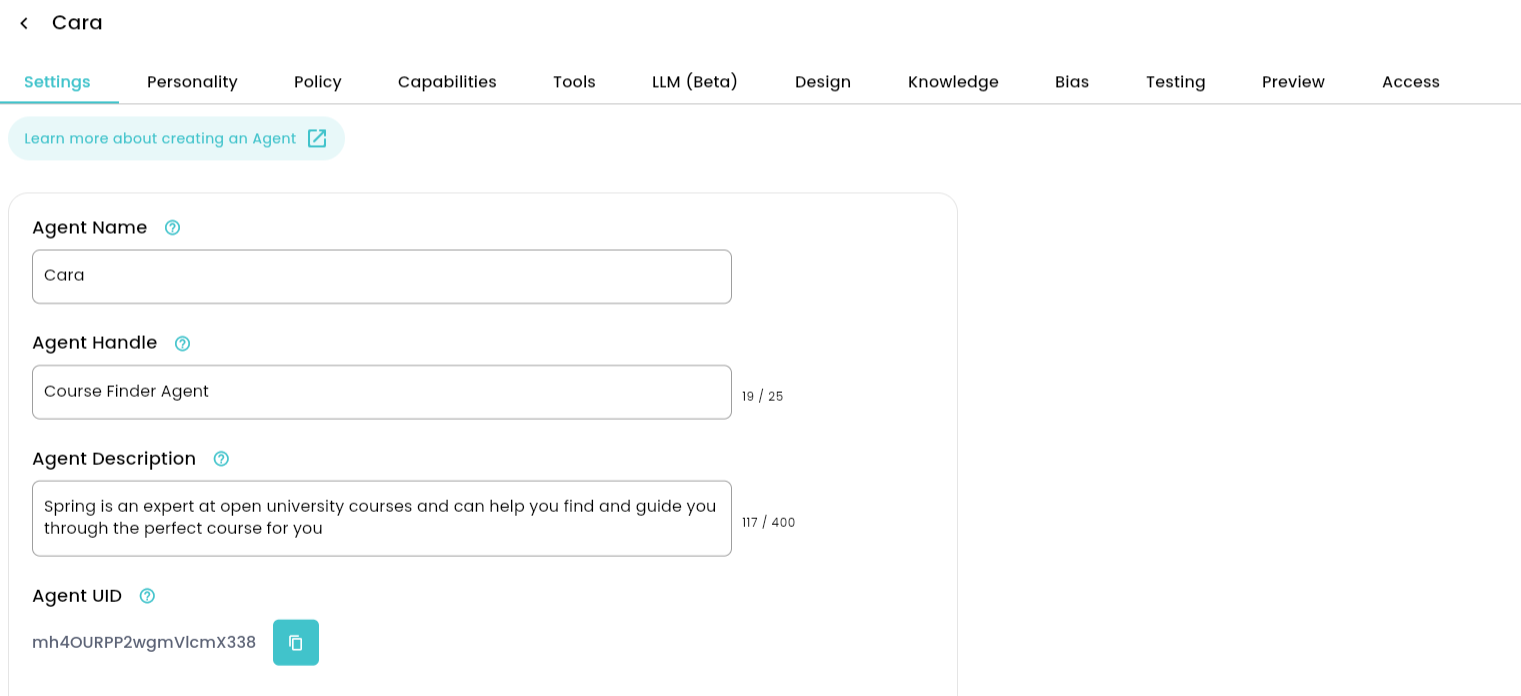 Cara
Settings Personality Policy Capabilities Tools LLM (Beta) Design Knowledge Bias Testing Preview Access
Learn more about creating an Agent
Agent Name
Cara
Agent Handle
Course Finder Agent
19 / 25
Agent Description
Spring is an expert at open university courses and can help you find and guide you
through the perfect course for you
117 / 400
Agent UID
mh4OURPP2wgmVlcmX338